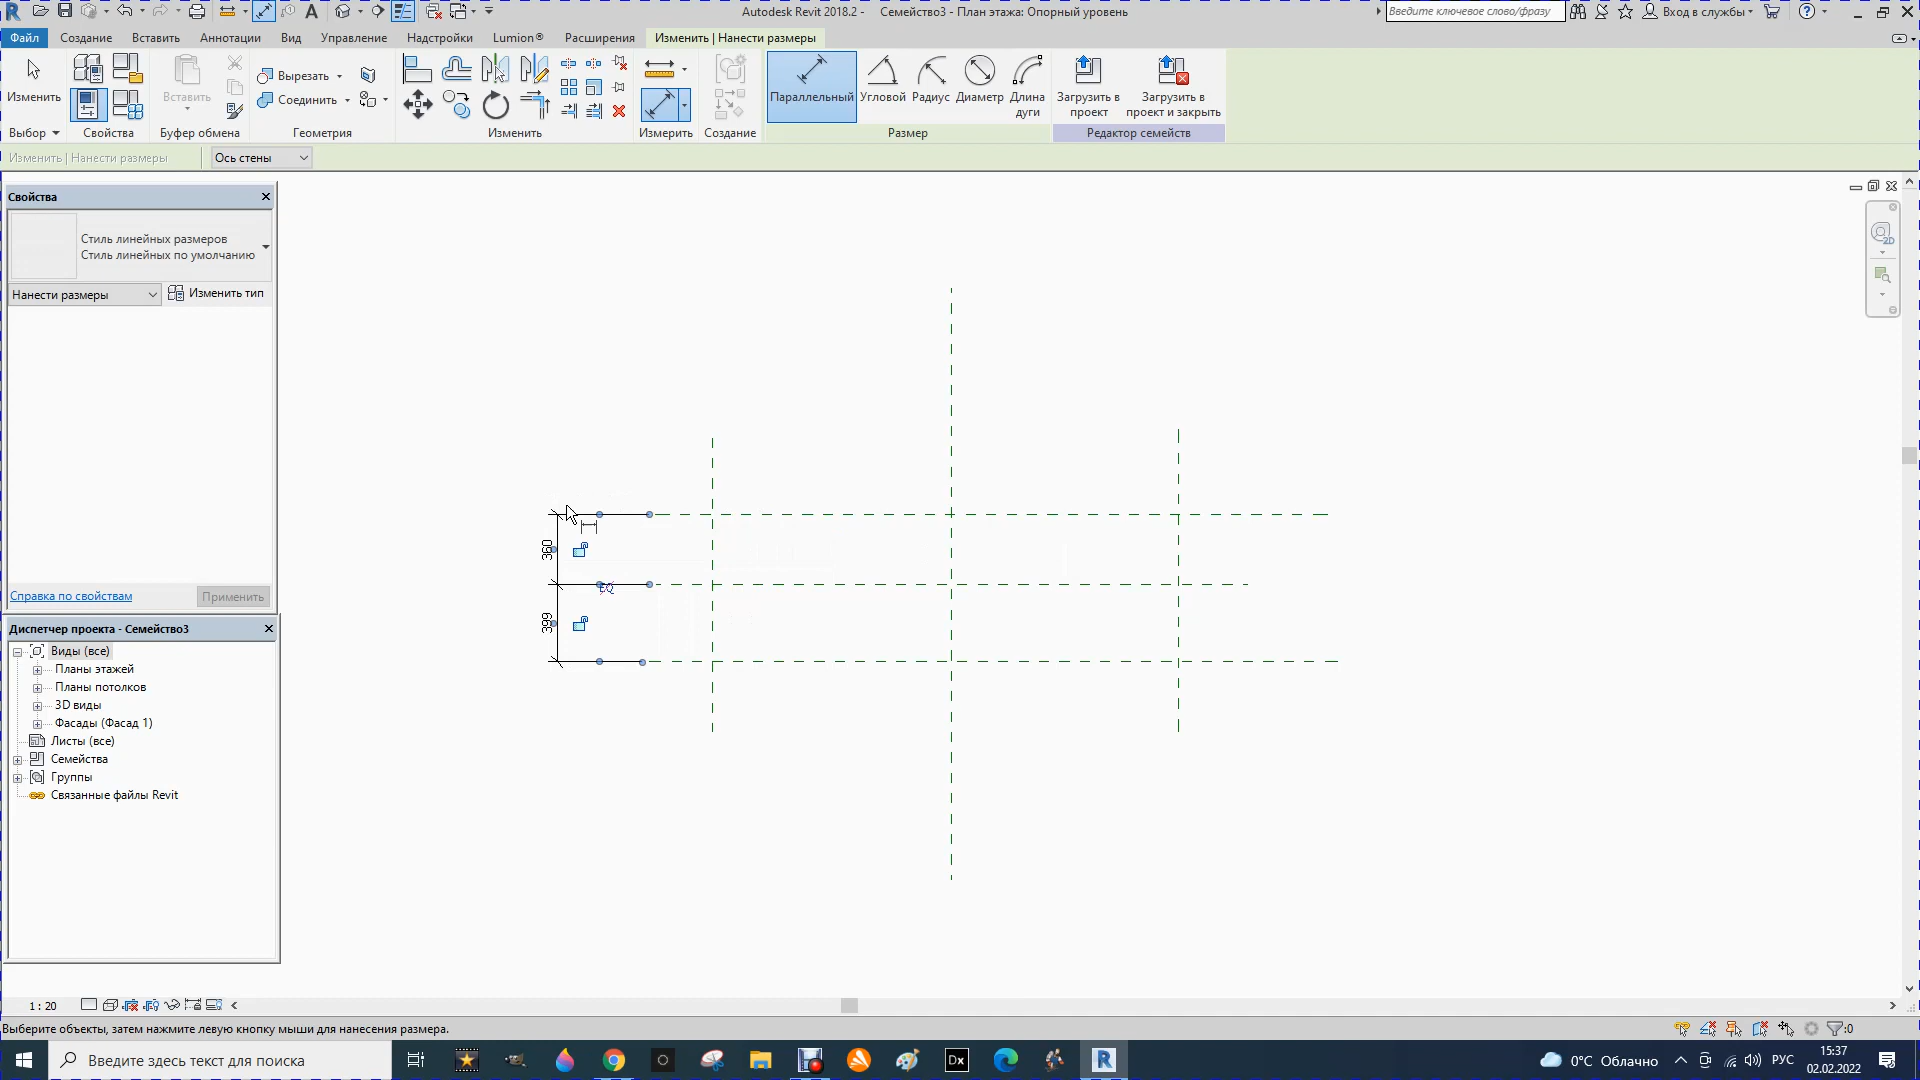 Autodesk Revit 2018.2 - Семейство3 - План этажа: Опорный уровень
Введите ключевое слово/фразу
Вход в службы
Файл Создание Вставить Аннотации Вид Управление Надстройки Lumion® Расширения Изменить | Нанести размеры
Изменить
Вставить
Вырезать
Соединить
Параллельный Угловой Радиус Диаметр Длина дуги
Загрузить в проект
Загрузить в проект и закрыть
Выбор Свойства Буфер обмена Геометрия Изменить Измерить Создание Размер Редактор семейств
Изменить | Нанести размеры
Ось стены
Свойства
Стиль линейных размеров
Стиль линейных по умолчанию
Нанести размеры
Изменить тип
360
EQ
399
Справка по свойствам
Применить
Диспетчер проекта - Семейство3
Виды (все)
Планы этажей
Планы потолков
3D виды
Фасады (Фасад 1)
Листы (все)
Семейства
Группы
Связанные файлы Revit
2D
1 : 20
Выберите объекты, затем нажмите левую кнопку мыши для нанесения размера.
:0
Введите здесь текст для поиска
Dx
0°C Облачно
РУС
15:37
02.02.2022